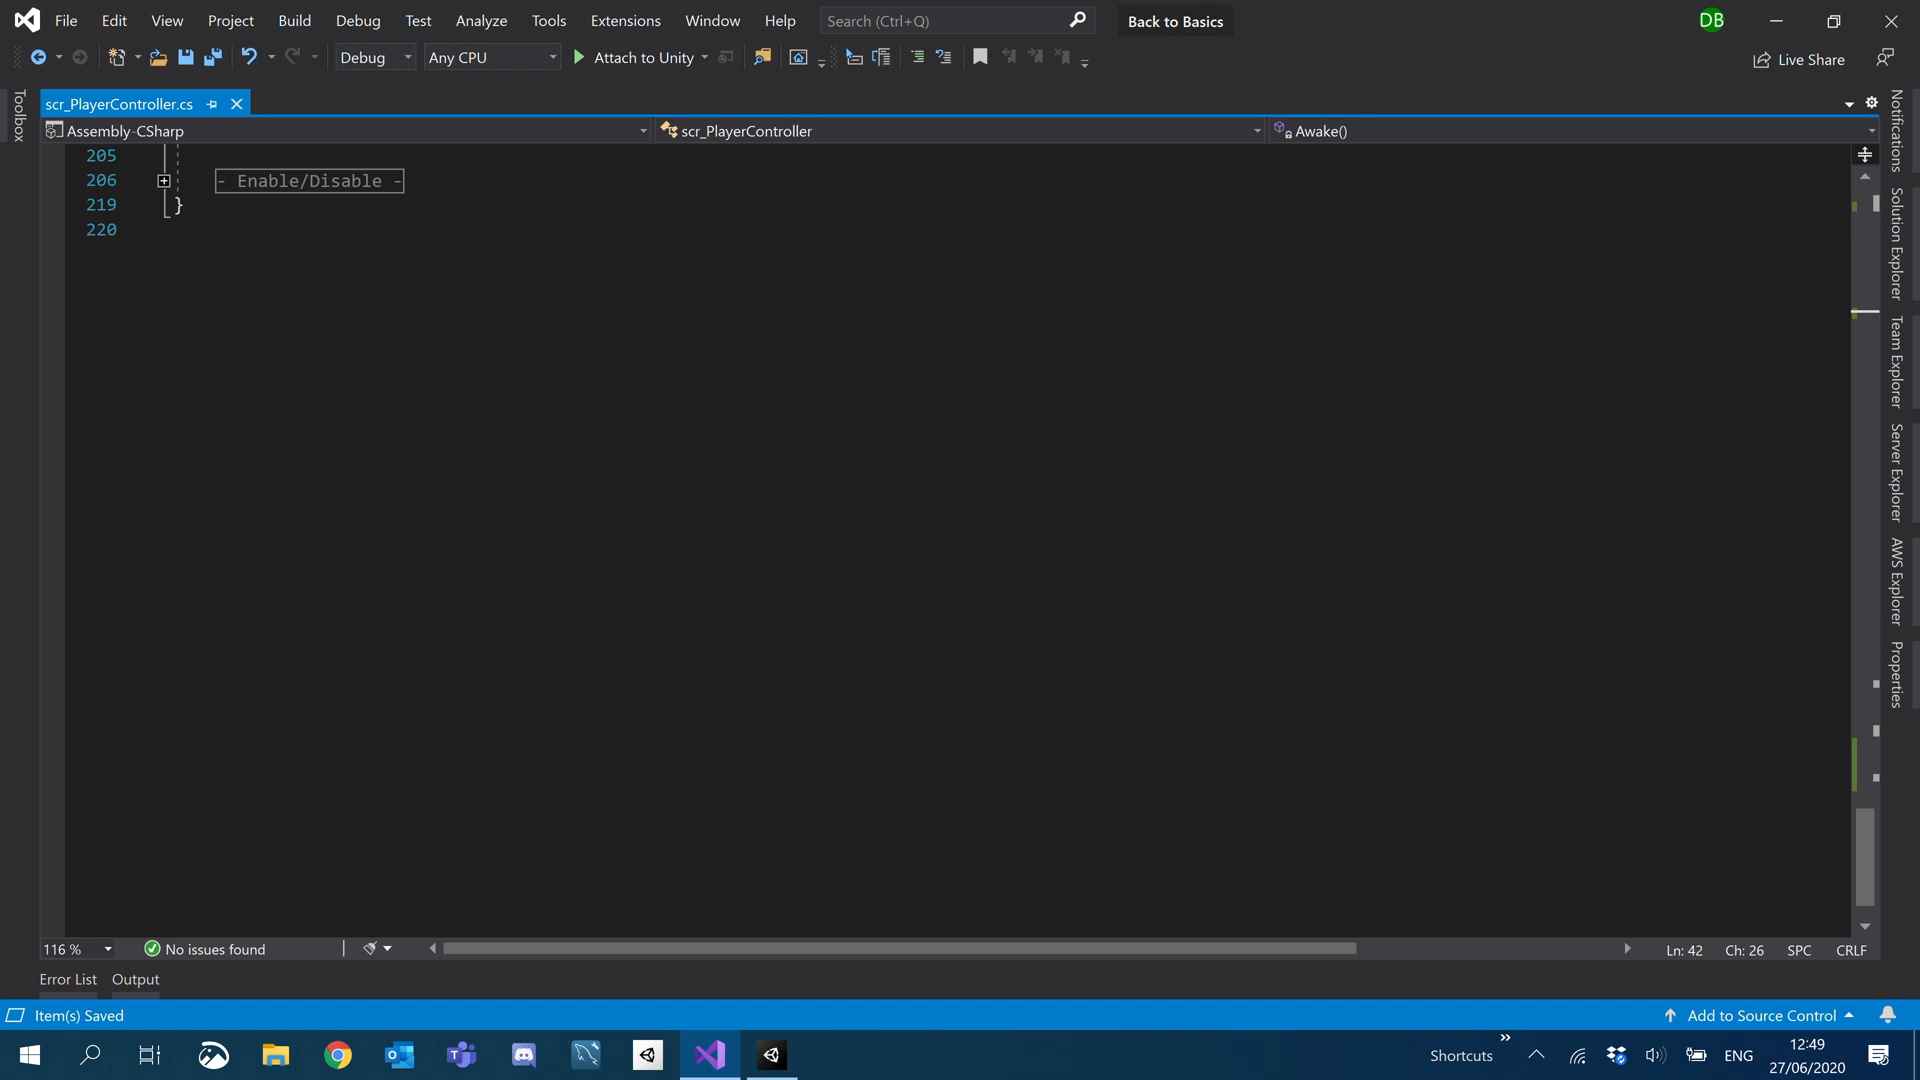 File Edit View Project Build Debug Test Analyze Tools Extensions Window Help Search (Ctrl+Q) Back to Basics DB
Debug Any CPU Attach to Unity Live Share
Toolbox
scr_PlayerController.cs
Assembly-CSharp scr_PlayerController Awake()
205
206 - Enable/Disable -
219 }
220
Notifications
Solution Explorer
Team Explorer
Server Explorer
AWS Explorer
Properties
116 % No issues found Ln: 42 Ch: 26 SPC CRLF
Error List Output
Item(s) Saved Add to Source Control
Shortcuts ENG 12:49
27/06/2020